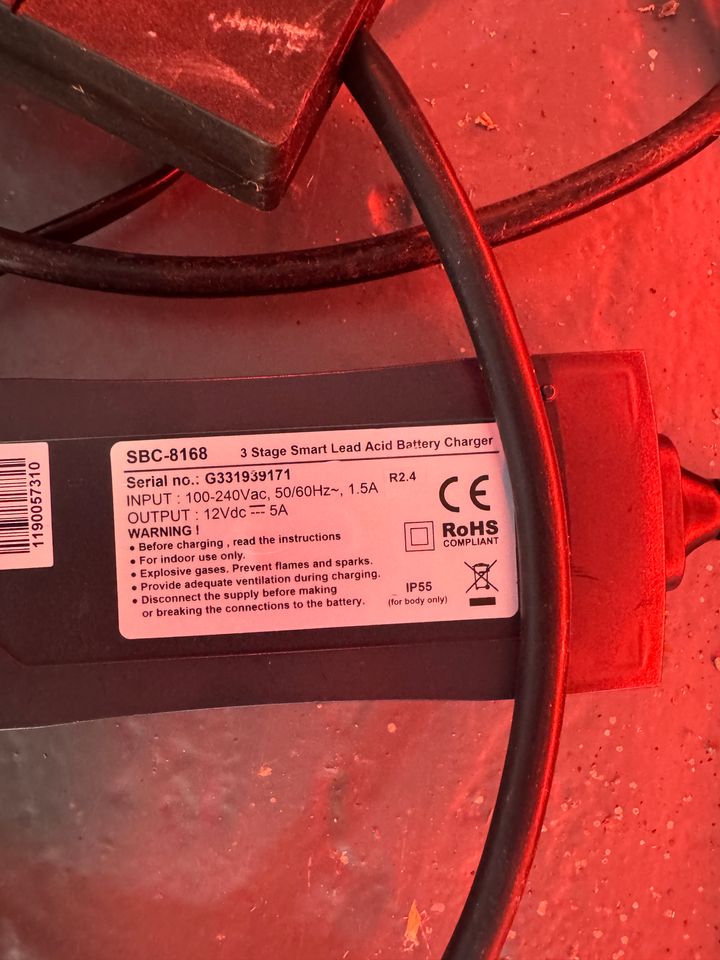 SBC-8168 3 Stage Smart Lead Acid Battery Charger
Serial no.: G331939171 R2.4
INPUT : 100-240Vac, 50/60Hz~, 1.5A
OUTPUT : 12Vdc ⎓ 5A
CE
WARNING !
• Before charging , read the instructions
• For indoor use only.
• Explosive gases. Prevent flames and sparks.
• Provide adequate ventilation during charging.
• Disconnect the supply before making
or breaking the connections to the battery.
RoHS
COMPLIANT
IP55
(for body only)
1190057310